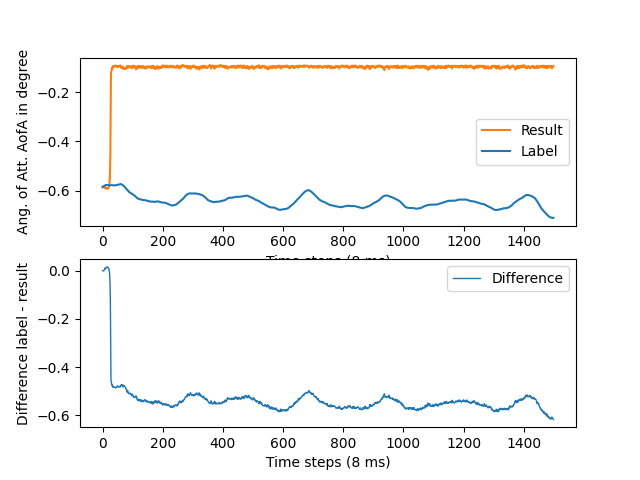 Ang. of Att. AofA in degree
−0.2
−0.4
−0.6
Result
Label
0 200 400 600 800 1000 1200 1400
Time steps (8 ms)
Difference label - result
0.0
−0.2
−0.4
−0.6
Difference
0 200 400 600 800 1000 1200 1400
Time steps (8 ms)